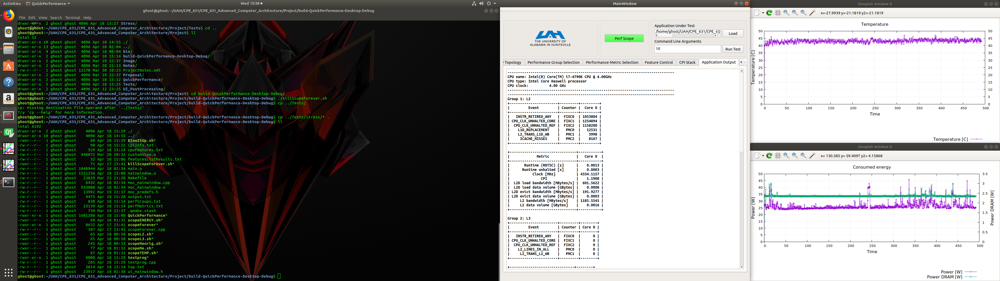 Activities QuickPerformance Wed 15:38
ghost@ghost: ~/UAH/CPE_631/CPE_631_Advanced_Computer_Architecture/Project/build-QuickPerformance-Desktop-Debug
File Edit View Search Terminal Help
drwxr-xr-x 2 ghost ghost 4096 Apr 18 15:27 Stress/
ghost@ghost:~/UAH/CPE_631/CPE_631_Advanced_Computer_Architecture/Project/Tests$ cd ..
ghost@ghost:~/UAH/CPE_631/CPE_631_Advanced_Computer_Architecture/Project$ ll
total 52
drwxr-xr-x 10 ghost ghost 4096 Apr 18 14:55 ./
drwxr-xr-x 13 ghost ghost 4096 Apr 18 02:04 ../
drwxr-xr-x 4 ghost ghost 4096 Apr 18 00:04 bin/
drwxr-xr-x 2 ghost ghost 4096 Apr 18 15:14 build-QuickPerformance-Desktop-Debug/
drwxr-xr-x 2 ghost ghost 4096 Mar 19 22:37 Image/
drwxr-xr-x 2 ghost ghost 4096 Mar 28 21:13 Notes/
-rw-r--r-- 1 ghost ghost 12170 Mar 30 10:23 ProjectNotes.odt
drwxr-xr-x 2 ghost ghost 4096 Mar 19 22:37 Proposal/
drwxr-xr-x 2 ghost ghost 4096 Apr 18 15:12 QuickPerformance/
drwxr-xr-x 5 ghost ghost 4096 Apr 18 15:25 Tests/
drwxr-xr-x 2 ghost ghost 4096 Apr 12 23:25 UI_PostProcessing/
ghost@ghost:~/UAH/CPE_631/CPE_631_Advanced_Computer_Architecture/Project$ cd build-QuickPerformance-Desktop-Debug/
ghost@ghost:~/UAH/CPE_631/CPE_631_Advanced_Computer_Architecture/Project/build-QuickPerformance-Desktop-Debug$ ./killScopeForever.sh
ghost@ghost:~/UAH/CPE_631/CPE_631_Advanced_Computer_Architecture/Project/build-QuickPerformance-Desktop-Debug$ cp ../Tests/
cp: missing destination file operand after '../Tests/'
Try 'cp --help' for more information.
ghost@ghost:~/UAH/CPE_631/CPE_631_Advanced_Computer_Architecture/Project/build-QuickPerformance-Desktop-Debug$ cp ../Tests/Stress/* .
ghost@ghost:~/UAH/CPE_631/CPE_631_Advanced_Computer_Architecture/Project/build-QuickPerformance-Desktop-Debug$ ll
total 6192
drwxr-xr-x 2 ghost ghost 4096 Apr 18 15:29 ./
drwxr-xr-x 10 ghost ghost 4096 Apr 18 14:55 ../
-rwxr--r-- 1 ghost ghost 60 Apr 18 15:29 BlowItUp.sh*
-rw-r--r-- 1 ghost ghost 98 Apr 18 15:22 cpiInfo.txt
-rw-r--r-- 1 ghost ghost 529 Apr 18 15:14 cpuFeatures.txt
-rw-r--r-- 1 ghost ghost 948872 Mar 20 20:32 customview.o
-rw-r--r-- 1 ghost ghost 32 Apr 18 15:06 featuresListResults.txt
-rwxr--r-- 1 ghost ghost 71 Apr 17 23:41 killScopeForever.sh*
-rw-r--r-- 1 ghost ghost 1040944 Apr 18 02:34 main.o
-rw-r--r-- 1 ghost ghost 1521256 Apr 18 15:00 mainwindow.o
-rw-r--r-- 1 ghost ghost 23029 Mar 23 21:20 Makefile
-rw-r--r-- 1 ghost ghost 6432 Apr 18 02:34 moc_mainwindow.cpp
-rw-r--r-- 1 ghost ghost 933088 Apr 18 02:34 moc_mainwindow.o
-rw-r--r-- 1 ghost ghost 13992 Mar 19 22:37 moc_predefs.h
-rw-r--r-- 1 ghost ghost 4475 Apr 18 15:28 output.txt
-rw-r--r-- 1 ghost ghost 830 Apr 18 15:14 perfGroups.txt
-rw-r--r-- 1 ghost ghost 23139 Apr 18 15:14 perfMetrics.txt
-rw-r--r-- 1 ghost ghost 739 Mar 19 22:37 .qmake.stash
-rwxr-xr-x 1 ghost ghost 1681280 Apr 18 15:00 QuickPerformance*
-rwxr--r-- 1 ghost ghost 69 Apr 18 01:32 scopeENERGY.sh*
-rwxr-xr-x 1 ghost ghost 8632 Apr 17 23:41 scopeForever*
-rw-r--r-- 1 ghost ghost 107 Apr 17 23:41 scopeForever.cpp
-rwxr--r-- 1 ghost ghost 65 Apr 18 00:50 scopeL2.sh*
-rwxr--r-- 1 ghost ghost 65 Apr 18 00:50 scopeL3.sh*
-rwxr--r-- 1 ghost ghost 245 Apr 18 00:33 scopeMeorig.sh*
-rwxr--r-- 1 ghost ghost 77 Apr 18 01:32 scopeMe.sh*
-rwxr--r-- 1 ghost ghost 67 Apr 18 01:31 scopeTEMP.sh*
-rwxr-xr-x 1 ghost ghost 9000 Apr 18 15:29 testprog*
-rw-r--r-- 1 ghost ghost 285 Apr 18 15:29 testprog.cpp
-rw-r--r-- 1 ghost ghost 3014 Apr 18 15:14 top.txt
-rw-r--r-- 1 ghost ghost 23917 Apr 18 02:36 ui_mainwindow.h
ghost@ghost:~/UAH/CPE_631/CPE_631_Advanced_Computer_Architecture/Project/build-QuickPerformance-Desktop-Debug$
MainWindow
UAH
THE UNIVERSITY OF
ALABAMA IN HUNTSVILLE
Perf Scope
Application Under Test
/home/ghost/UAH/CPE_631/CPE_6
Load
Command Line Arguments
10
Run Test
Topology Performance Group Selection Performance Metric Selection Feature Control CPI Stack Application Output
CPU name: Intel(R) Core(TM) i7-4790K CPU @ 4.00GHz
CPU type: Intel Core Haswell processor
CPU clock: 4.00 GHz
Group 1: L2
| Event | Counter | Core 0 |
| INSTR_RETIRED_ANY | FIXC0 | 1053804 |
| CPU_CLK_UNHALTED_CORE | FIXC1 | 1254894 |
| CPU_CLK_UNHALTED_REF | FIXC2 | 1158200 |
| L1D_REPLACEMENT | PMC0 | 12531 |
| L2_TRANS_L1D_WB | PMC1 | 3998 |
| ICACHE_MISSES | PMC2 | 8167 |
| Metric | Core 0 |
| Runtime (RDTSC) [s] | 0.0013 |
| Runtime unhalted [s] | 0.0003 |
| Clock [MHz] | 4334.1157 |
| CPI | 1.1908 |
| L2D load bandwidth [MBytes/s] | 601.5622 |
| L2D load data volume [GBytes] | 0.0008 |
| L2D evict bandwidth [MBytes/s] | 191.9277 |
| L2D evict data volume [GBytes] | 0.0003 |
| L2 bandwidth [MBytes/s] | 1185.5541 |
| L2 data volume [GBytes] | 0.0016 |
Group 2: L3
| Event | Counter | Core 0 |
| INSTR_RETIRED_ANY | FIXC0 | 0 |
| CPU_CLK_UNHALTED_CORE | FIXC1 | 0 |
| CPU_CLK_UNHALTED_REF | FIXC2 | 0 |
| L2_LINES_IN_ALL | PMC0 | 0 |
| L2_TRANS_L2_WB | PMC1 | 0 |
Gnuplot window 0
x=-27.9939 y=-21.1819 y2=-21.1819
Temperature
50 50
45 45
40 40
35 35
30 30
25 25
20 20
15 15
10 10
5 5
0 0
Temperature [C]
0 50 100 150 200 250 300 350 400 450 500
Time
Temperature [C]
Gnuplot window 0
x= 130.385 y= 59.4097 y2= 4.15868
Consumed energy
50 3.5
45
40 3
35 2.5
30
25 2
20 1.5
15
10 1
5 0.5
0 0
Power [W]
Power DRAM [W]
0 50 100 150 200 250 300 350 400 450 500
Time
Power [W]
Power DRAM [W]